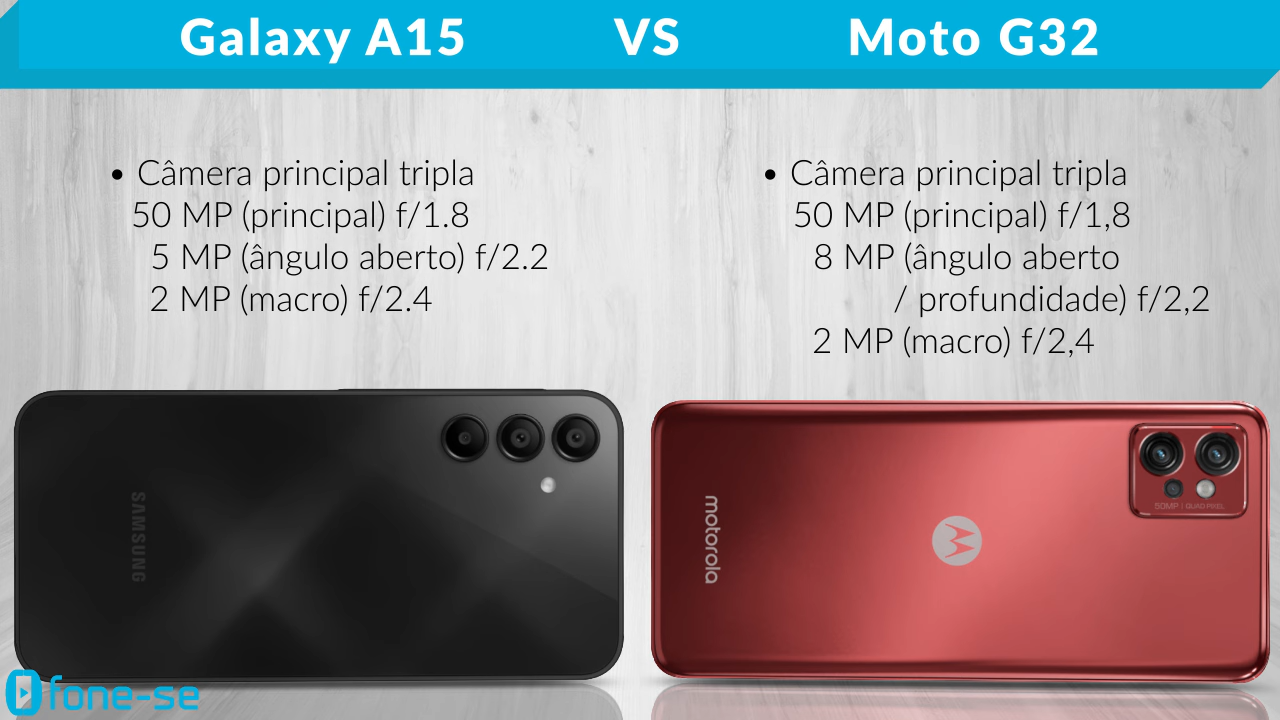 Galaxy A15 VS Moto G32
• Câmera principal tripla
50 MP (principal) f/1.8
5 MP (ângulo aberto) f/2.2
2 MP (macro) f/2.4
• Câmera principal tripla
50 MP (principal) f/1,8
8 MP (ângulo aberto
/ profundidade) f/2,2
2 MP (macro) f/2,4
SAMSUNG
motorola
50MP | QUAD PIXEL
fone-se